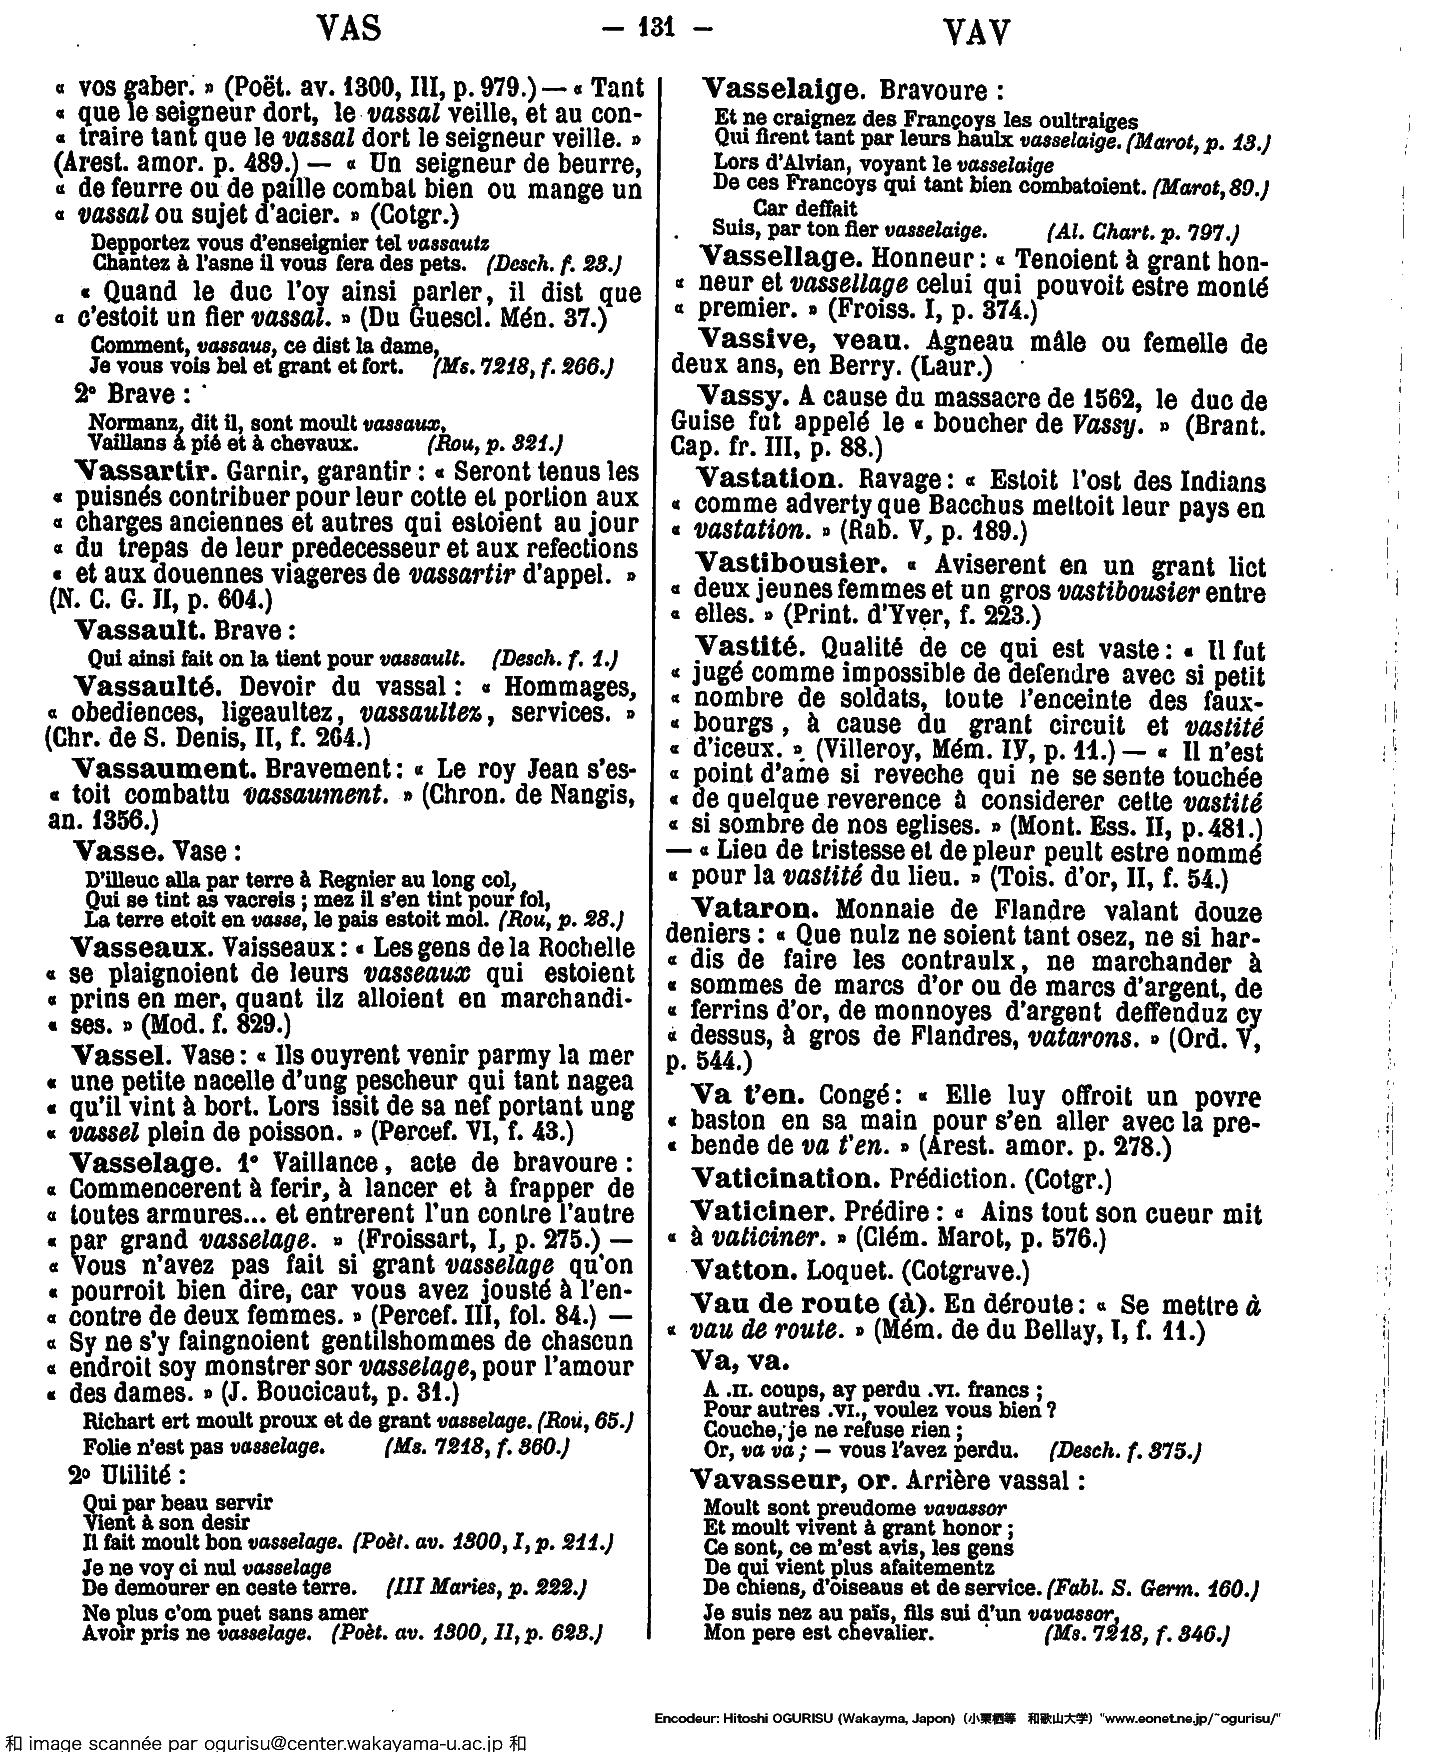 VAS
— 131 —
VAV
« vos gaber. » (Poët. av. 1300, III, p. 979.) — « Tant
« que le seigneur dort, le vassal veille, et au con-
« traire tant que le vassal dort le seigneur veille. »
(Arest. amor. p. 489.) — « Un seigneur de beurre,
« de feurre ou de paille combat bien ou mange un
« vassal ou sujet d'acier. » (Cotgr.)
Depportez vous d'enseignier tel vassautz
Chantez à l'asne il vous fera des pets. (Desch. f. 23.)
« Quand le duc l'oy ainsi parler, il dist que
« c'estoit un fier vassal. » (Du Guescl. Mén. 37.)
Comment, vassaus, ce dist la dame,
Je vous vois bel et grant et fort. (Ms. 7218, f. 266.)
2° Brave :
Normanz, dit il, sont moult vassaux,
Vaillans à pié et à chevaux. (Rou, p. 321.)
Vassartir. Garnir, garantir : « Seront tenus les
« puisnés contribuer pour leur cotte et portion aux
« charges anciennes et autres qui estoient au jour
« du trepas de leur predecesseur et aux refections
« et aux douennes viageres de vassartir d'appel. »
(N. C. G. II, p. 604.)
Vassault. Brave :
Qui ainsi fait on la tient pour vassault. (Desch. f. 1.)
Vassaulté. Devoir du vassal : « Hommages,
« obediences, ligeaultez, vassaultez, services. »
(Chr. de S. Denis, II, f. 264.)
Vassaument. Bravement : « Le roy Jean s'es-
« toit combattu vassaument. » (Chron. de Nangis,
an. 1356.)
Vasse. Vase :
D'illeuc alla par terre à Regnier au long col,
Qui se tint as vacreis ; mez il s'en tint pour fol,
La terre etoit en vasse, le païs estoit mol. (Rou, p. 28.)
Vasseaux. Vaisseaux : « Les gens de la Rochelle
« se plaignoient de leurs vasseaux qui estoient
« prins en mer, quant ilz alloient en marchandi-
« ses. » (Mod. f. 829.)
Vassel. Vase : « Ils ouyrent venir parmy la mer
« une petite nacelle d'ung pescheur qui tant nagea
« qu'il vint à bort. Lors issit de sa nef portant ung
« vassel plein de poisson. » (Percef. VI, f. 43.)
Vasselage. 1° Vaillance, acte de bravoure :
« Commencerent à ferir, à lancer et à frapper de
« toutes armures... et entrerent l'un contre l'autre
« par grand vasselage. » (Froissart, I, p. 275.) —
« Vous n'avez pas fait si grant vasselage qu'on
« pourroit bien dire, car vous avez jousté à l'en-
« contre de deux femmes. » (Percef. III, fol. 84.) —
« Sy ne s'y faingnoient gentilshommes de chascun
« endroit soy monstrer sor vasselage, pour l'amour
« des dames. » (J. Boucicaut, p. 31.)
Richart ert moult proux et de grant vasselage. (Rou, 65.)
Folie n'est pas vasselage. (Ms. 7218, f. 360.)
2° Utilité :
Qui par beau servir
Vient à son desir
Il fait moult bon vasselage. (Poët. av. 1300, I, p. 211.)
Je ne voy ci nul vasselage
De demourer en ceste terre. (III Maries, p. 222.)
Ne plus c'om puet sans amer
Avoir pris ne vasselage. (Poët. av. 1300, II, p. 623.)
Vasselaige. Bravoure :
Et ne craignez des Françoys les oultraiges
Qui firent tant par leurs haulx vasselaige. (Marot, p. 13.)
Lors d'Alvian, voyant le vasselaige
De ces Francoys qui tant bien combatoient. (Marot, 89.)
Car deffait
Suis, par ton fier vasselaige. (Al. Chart. p. 797.)
Vassellage. Honneur : « Tenoient à grant hon-
« neur et vassellage celui qui pouvoit estre monté
« premier. » (Froiss. I, p. 374.)
Vassive, veau. Agneau mâle ou femelle de
deux ans, en Berry. (Laur.)
Vassy. A cause du massacre de 1562, le duc de
Guise fut appelé le « boucher de Vassy. » (Brant.
Cap. fr. III, p. 88.)
Vastation. Ravage : « Estoit l'ost des Indians
« comme adverty que Bacchus mettoit leur pays en
« vastation. » (Rab. V, p. 189.)
Vastibousier. « Aviserent en un grant lict
« deux jeunes femmes et un gros vastibousier entre
« elles. » (Print. d'Yver, f. 223.)
Vastité. Qualité de ce qui est vaste : « Il fut
« jugé comme impossible de defendre avec si petit
« nombre de soldats, toute l'enceinte des faux-
« bourgs, à cause du grant circuit et vastité
« d'iceux. » (Villeroy, Mém. IV, p. 11.) — « Il n'est
« point d'ame si reveche qui ne se sente touchée
« de quelque reverence à considerer cette vastité
« si sombre de nos eglises. » (Mont. Ess. II, p. 481.)
— « Lieu de tristesse et de pleur peult estre nommé
« pour la vastité du lieu. » (Tois. d'or, II, f. 54.)
Vataron. Monnaie de Flandre valant douze
deniers : « Que nulz ne soient tant osez, ne si har-
« dis de faire les contraulx, ne marchander à
« sommes de marcs d'or ou de marcs d'argent, de
« ferrins d'or, de monnoyes d'argent deffenduz cy
« dessus, à gros de Flandres, vatarons. » (Ord. V,
p. 544.)
Va t'en. Congé : « Elle luy offroit un povre
« baston en sa main pour s'en aller avec la pre-
« bende de va t'en. » (Arest. amor. p. 278.)
Vaticination. Prédiction. (Cotgr.)
Vaticiner. Prédire : « Ains tout son cueur mit
« à vaticiner. » (Clém. Marot, p. 576.)
Vatton. Loquet. (Cotgrave.)
Vau de route (à). En déroute : « Se mettre à
« vau de route. » (Mém. de du Bellay, I, f. 11.)
Va, va.
A .II. coups, ay perdu .VI. francs ;
Pour autres .VI., voulez vous bien ?
Couche, je ne refuse rien ;
Or, va va ; — vous l'avez perdu. (Desch. f. 375.)
Vavasseur, or. Arrière vassal :
Moult sont preudome vavassor
Et moult vivent à grant honor ;
Ce sont, ce m'est avis, les gens
De qui vient plus afaitementz
De chiens, d'oiseaus et de service. (Fabl. S. Germ. 160.)
Je suis nez au païs, fils sui d'un vavassor,
Mon pere est chevalier. (Ms. 7218, f. 346.)
Encodeur: Hitoshi OGURISU (Wakayma, Japon)（小栗栖等　和歌山大学）"www.eonet.ne.jp/~ogurisu/"
和 image scannée par ogurisu@center.wakayama-u.ac.jp 和